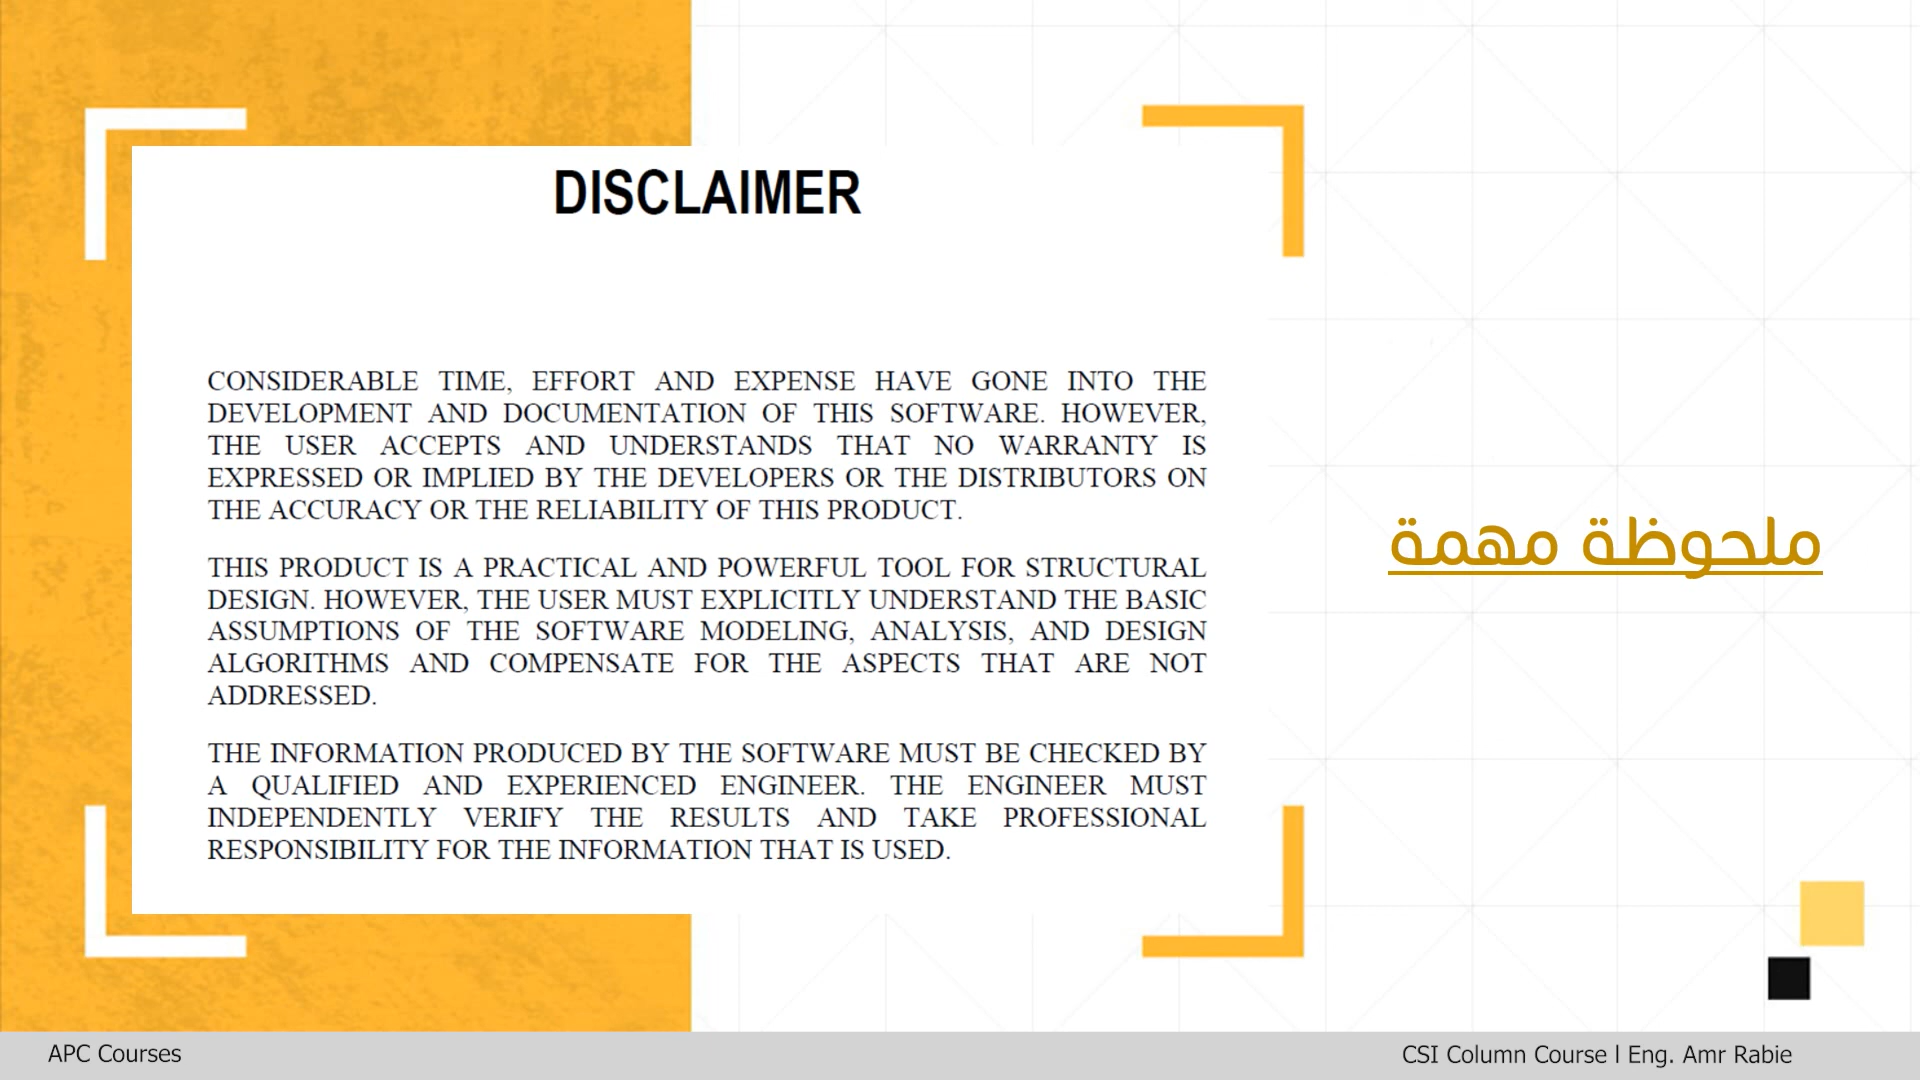 DISCLAIMER
CONSIDERABLE TIME, EFFORT AND EXPENSE HAVE GONE INTO THE
DEVELOPMENT AND DOCUMENTATION OF THIS SOFTWARE. HOWEVER,
THE USER ACCEPTS AND UNDERSTANDS THAT NO WARRANTY IS
EXPRESSED OR IMPLIED BY THE DEVELOPERS OR THE DISTRIBUTORS ON
THE ACCURACY OR THE RELIABILITY OF THIS PRODUCT.
THIS PRODUCT IS A PRACTICAL AND POWERFUL TOOL FOR STRUCTURAL
DESIGN. HOWEVER, THE USER MUST EXPLICITLY UNDERSTAND THE BASIC
ASSUMPTIONS OF THE SOFTWARE MODELING, ANALYSIS, AND DESIGN
ALGORITHMS AND COMPENSATE FOR THE ASPECTS THAT ARE NOT
ADDRESSED.
THE INFORMATION PRODUCED BY THE SOFTWARE MUST BE CHECKED BY
A QUALIFIED AND EXPERIENCED ENGINEER. THE ENGINEER MUST
INDEPENDENTLY VERIFY THE RESULTS AND TAKE PROFESSIONAL
RESPONSIBILITY FOR THE INFORMATION THAT IS USED.
ملحوظة مهمة
APC Courses
CSI Column Course l Eng. Amr Rabie